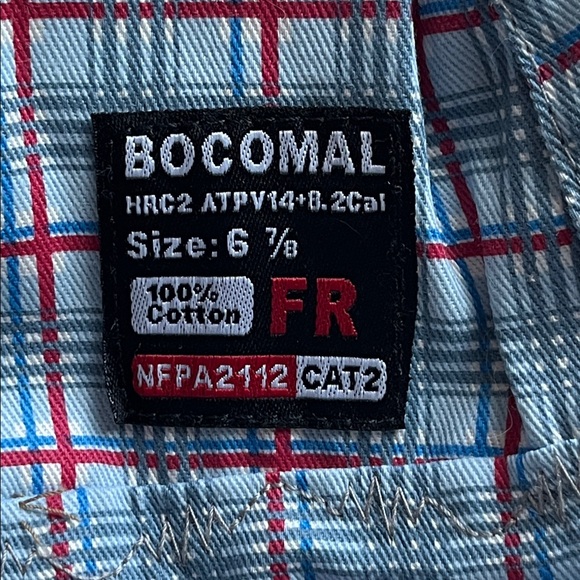 BOCOMAL
HRC2 ATPV14+8.2Cal
Size: 6 ⅞
100% Cotton FR
NFPA2112 CAT2